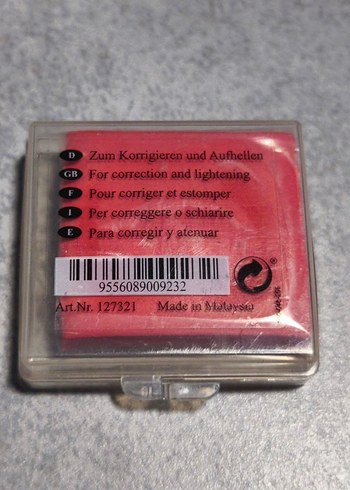 D Zum Korrigieren und Aufhellen
GB For correction and lightening
F Pour corriger et estomper
I Per correggere o schiarire
E Para corregir y atenuar
®
9556089009232
Art.Nr. 127321 Made in Malaysia